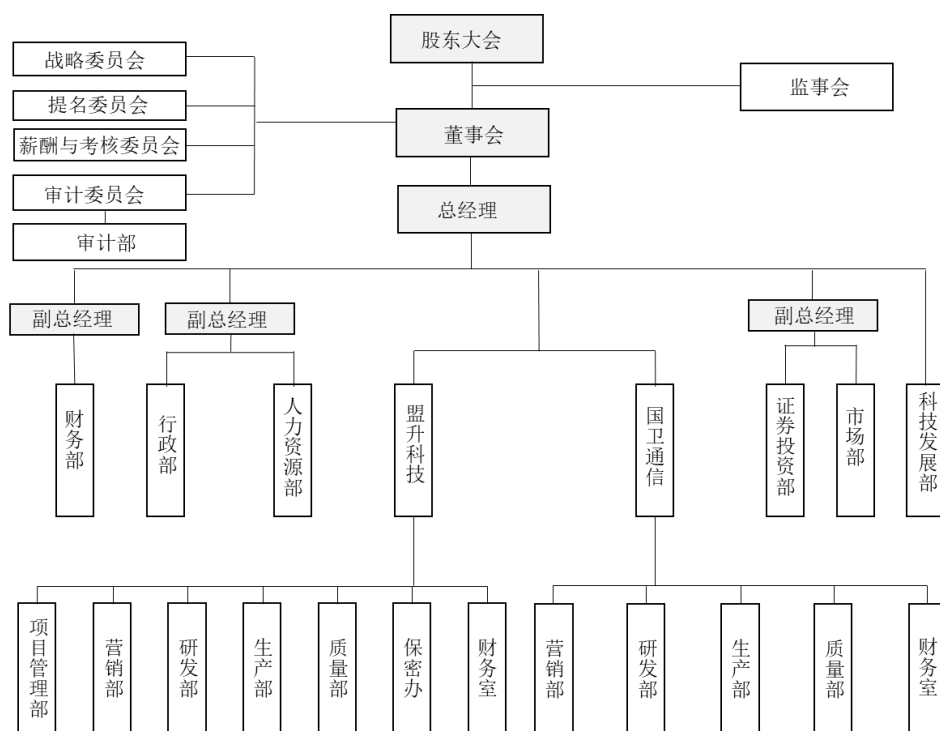 股东大会
战略委员会
监事会
提名委员会
董事会
薪酬与考核委员会
审计委员会
总经理
审计部
副总经理
副总经理
副总经理
财务部
行政部
人力资源部
盟升科技
国卫通信
证券投资部
市场部
科技发展部
项目管理部
营销部
研发部
生产部
质量部
保密办
财务室
营销部
研发部
生产部
质量部
财务室